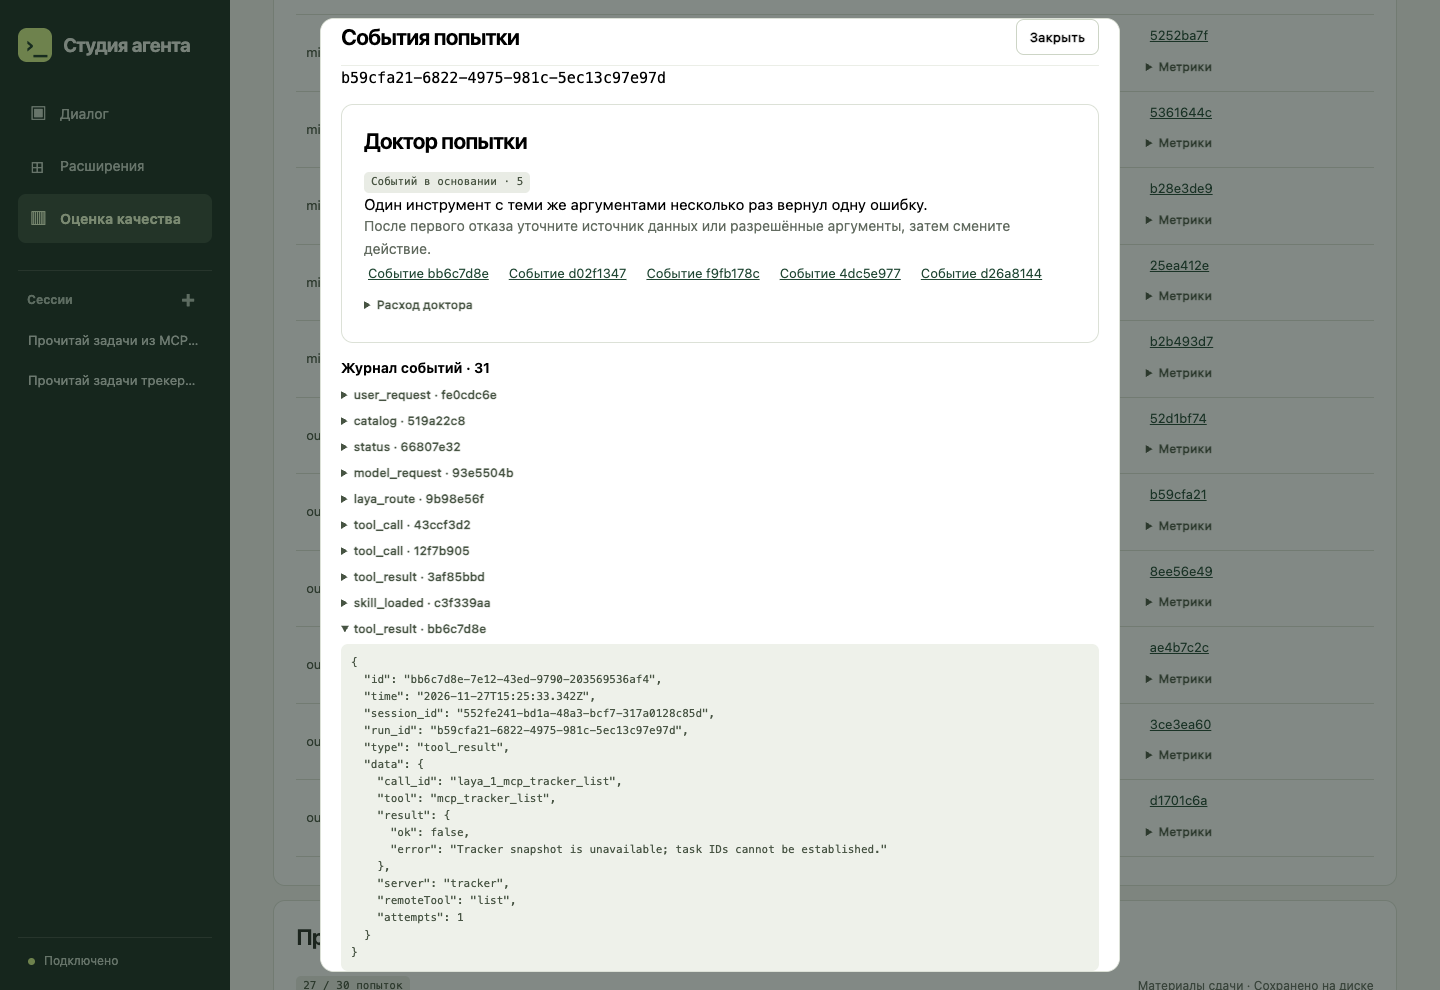 Студия агента
Диалог
Расширения
Оценка качества
Сессии
Прочитай задачи из MCP...
Прочитай задачи трекер...
Подключено
События попытки
Закрыть
b59cfa21-6822-4975-981c-5ec13c97e97d
Доктор попытки
Событий в основании · 5
Один инструмент с теми же аргументами несколько раз вернул одну ошибку.
После первого отказа уточните источник данных или разрешённые аргументы, затем смените
действие.
Событие bb6c7d8e Событие d02f1347 Событие f9fb178c Событие 4dc5e977 Событие d26a8144
Расход доктора
Журнал событий · 31
user_request · fe0cdc6e
catalog · 519a22c8
status · 66807e32
model_request · 93e5504b
laya_route · 9b98e56f
tool_call · 43ccf3d2
tool_call · 12f7b905
tool_result · 3af85bbd
skill_loaded · c3f339aa
tool_result · bb6c7d8e
{
"id": "bb6c7d8e-7e12-43ed-9790-203569536af4",
"time": "2026-11-27T15:25:33.342Z",
"session_id": "552fe241-bd1a-48a3-bcf7-317a0128c85d",
"run_id": "b59cfa21-6822-4975-981c-5ec13c97e97d",
"type": "tool_result",
"data": {
"call_id": "laya_1_mcp_tracker_list",
"tool": "mcp_tracker_list",
"result": {
"ok": false,
"error": "Tracker snapshot is unavailable; task IDs cannot be established."
},
"server": "tracker",
"remoteTool": "list",
"attempts": 1
}
}
5252ba7f
Метрики
5361644c
Метрики
b28e3de9
Метрики
25ea412e
Метрики
b2b493d7
Метрики
52d1bf74
Метрики
b59cfa21
Метрики
8ee56e49
Метрики
ae4b7c2c
Метрики
3ce3ea60
Метрики
d1701c6a
Метрики
27 / 30 попыток
Материалы сдачи · Сохранено на диске